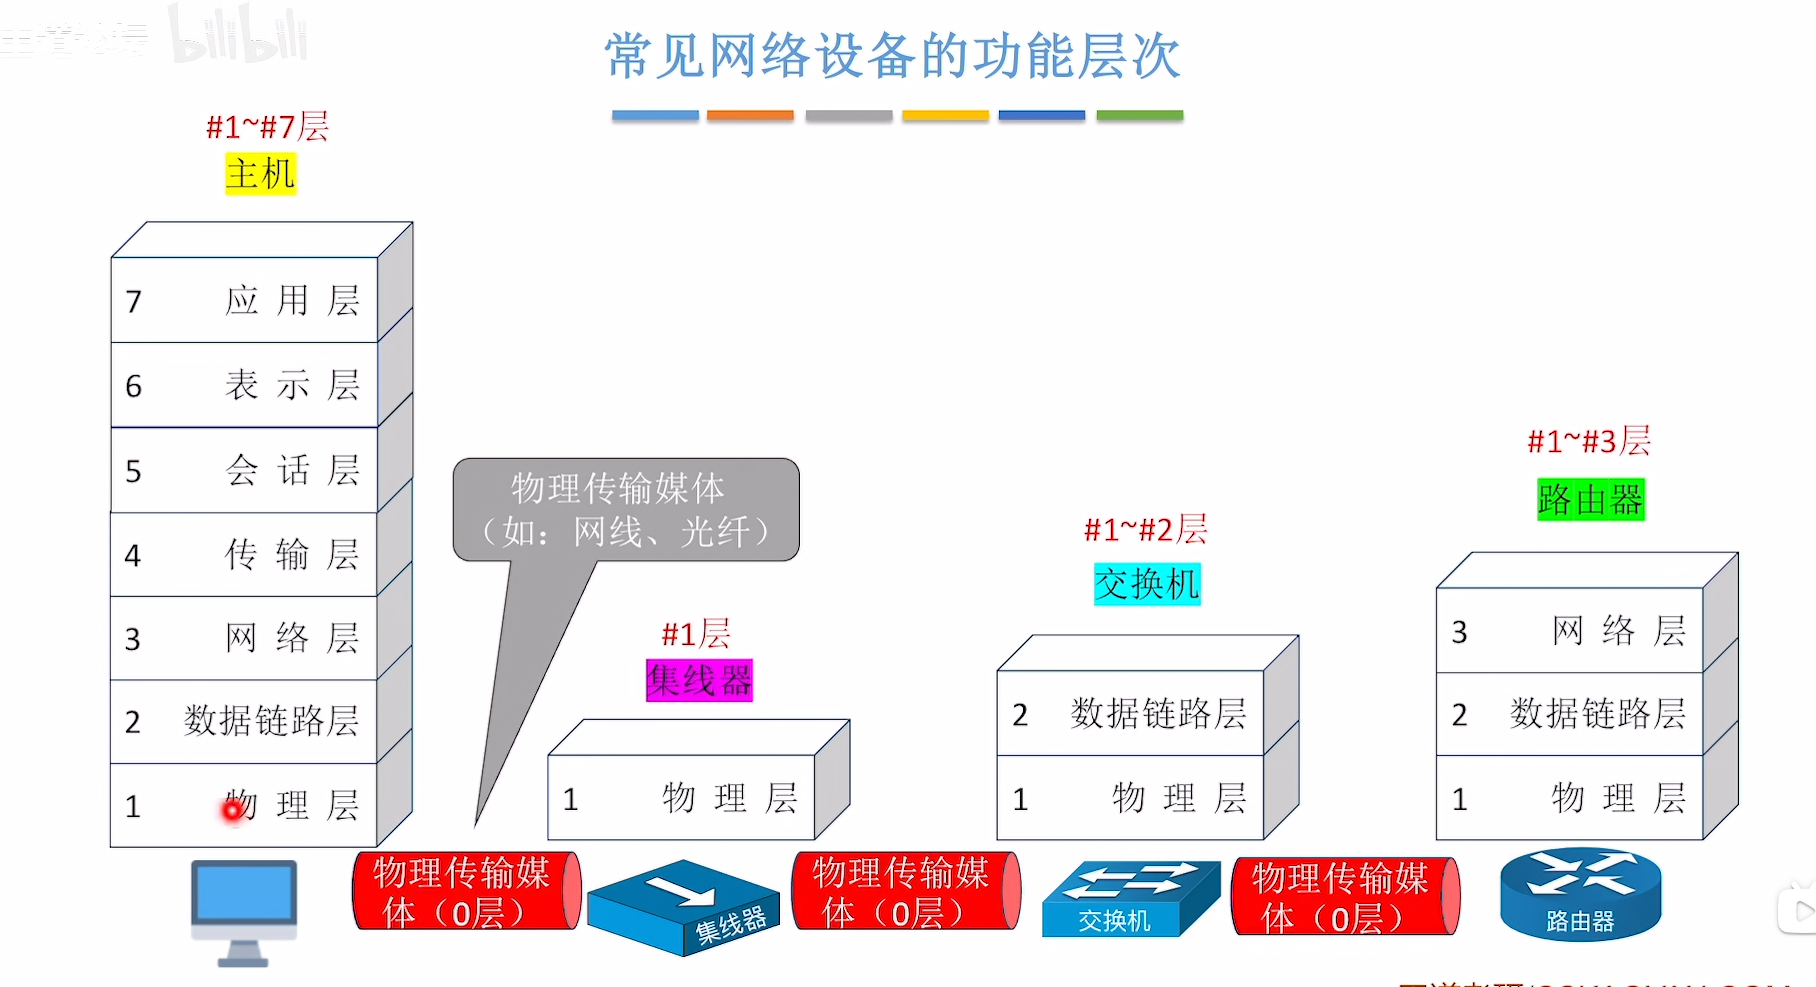 bilibili
常见网络设备的功能层次
#1~#7层
主机
7 应用层
6 表示层
5 会话层
4 传输层
3 网络层
2 数据链路层
1 物理层
物理传输媒体
（如：网线、光纤）
#1层
集线器
1 物理层
#1~#2层
交换机
2 数据链路层
1 物理层
#1~#3层
路由器
3 网络层
2 数据链路层
1 物理层
物理传输媒
体（0层）
集线器
物理传输媒
体（0层）
交换机
物理传输媒
体（0层）
路由器